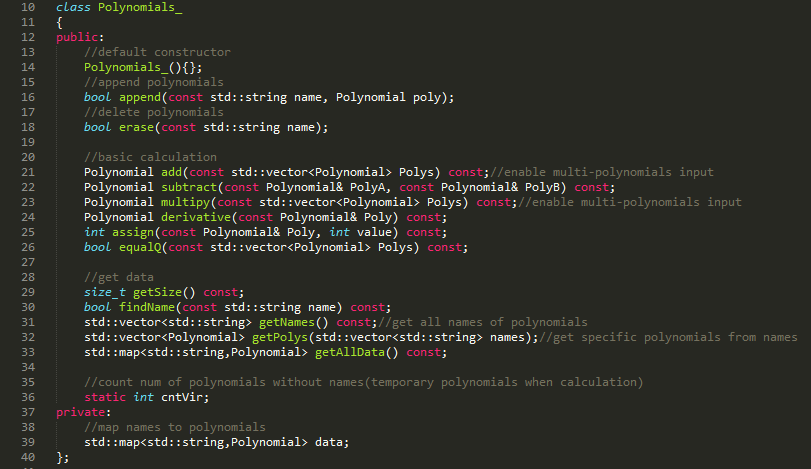 10 class Polynomials_
11 {
12 public:
13 //default constructor
14 Polynomials_(){};
15 //append polynomials
16 bool append(const std::string name, Polynomial poly);
17 //delete polynomials
18 bool erase(const std::string name);
19
20 //basic calculation
21 Polynomial add(const std::vector<Polynomial> Polys) const;//enable multi-polynomials input
22 Polynomial subtract(const Polynomial& PolyA, const Polynomial& PolyB) const;
23 Polynomial multipy(const std::vector<Polynomial> Polys) const;//enable multi-polynomials input
24 Polynomial derivative(const Polynomial& Poly) const;
25 int assign(const Polynomial& Poly, int value) const;
26 bool equalQ(const std::vector<Polynomial> Polys) const;
27
28 //get data
29 size_t getSize() const;
30 bool findName(const std::string name) const;
31 std::vector<std::string> getNames() const;//get all names of polynomials
32 std::vector<Polynomial> getPolys(std::vector<std::string> names);//get specific polynomials from names
33 std::map<std::string,Polynomial> getAllData() const;
34
35 //count num of polynomials without names(temporary polynomials when calculation)
36 static int cntVir;
37 private:
38 //map names to polynomials
39 std::map<std::string,Polynomial> data;
40 };